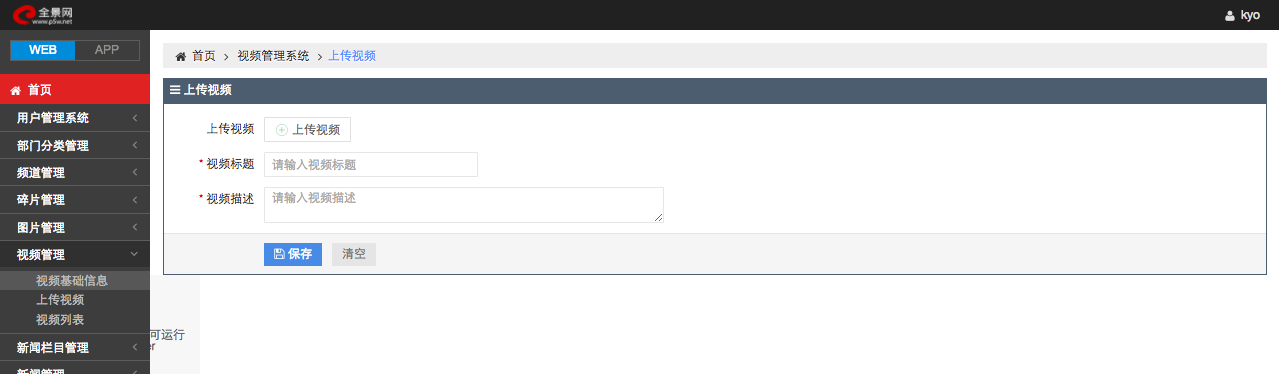 全景网
www.p5w.net
kyo
WEB APP
首页
用户管理系统
部门分类管理
频道管理
碎片管理
图片管理
视频管理
视频基础信息
上传视频
视频列表
新闻栏目管理
新闻管理
首页 > 视频管理系统 > 上传视频
上传视频
上传视频 上传视频
* 视频标题 请输入视频标题
* 视频描述 请输入视频描述
保存 清空
可运行
er